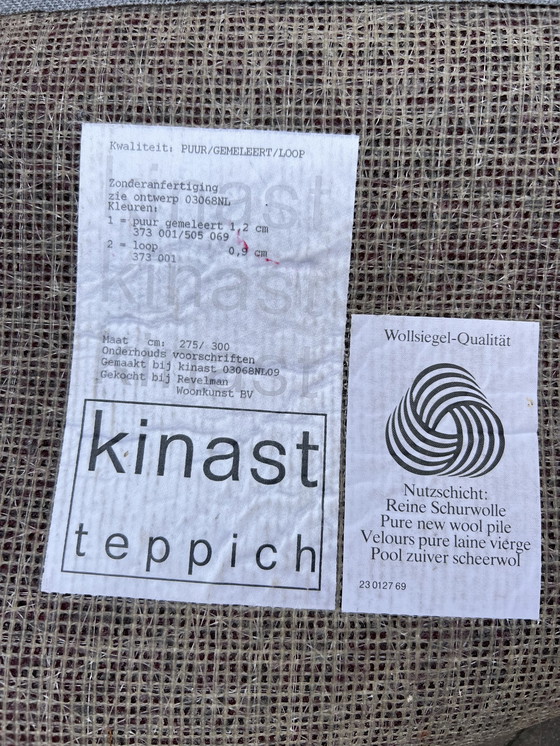 Kwaliteit: PUUR/GEMELEERT/LOOP
Zonderanfertiging
zie ontwerp 03068NL
Kleuren:
1 = puur gemeleert 1,2 cm
373 001/505 069
2 = loop 0,9 cm
373 001
Maat cm: 275/ 300
Onderhouds voorschriften
Gemaakt bij kinast 03068NL09
Gekocht bij Revelman
Woonkunst BV
kinast
teppich
kinast
kinast
kinast
Wollsiegel-Qualität
Nutzschicht:
Reine Schurwolle
Pure new wool pile
Velours pure laine vierge
Pool zuiver scheerwol
23 0127 69